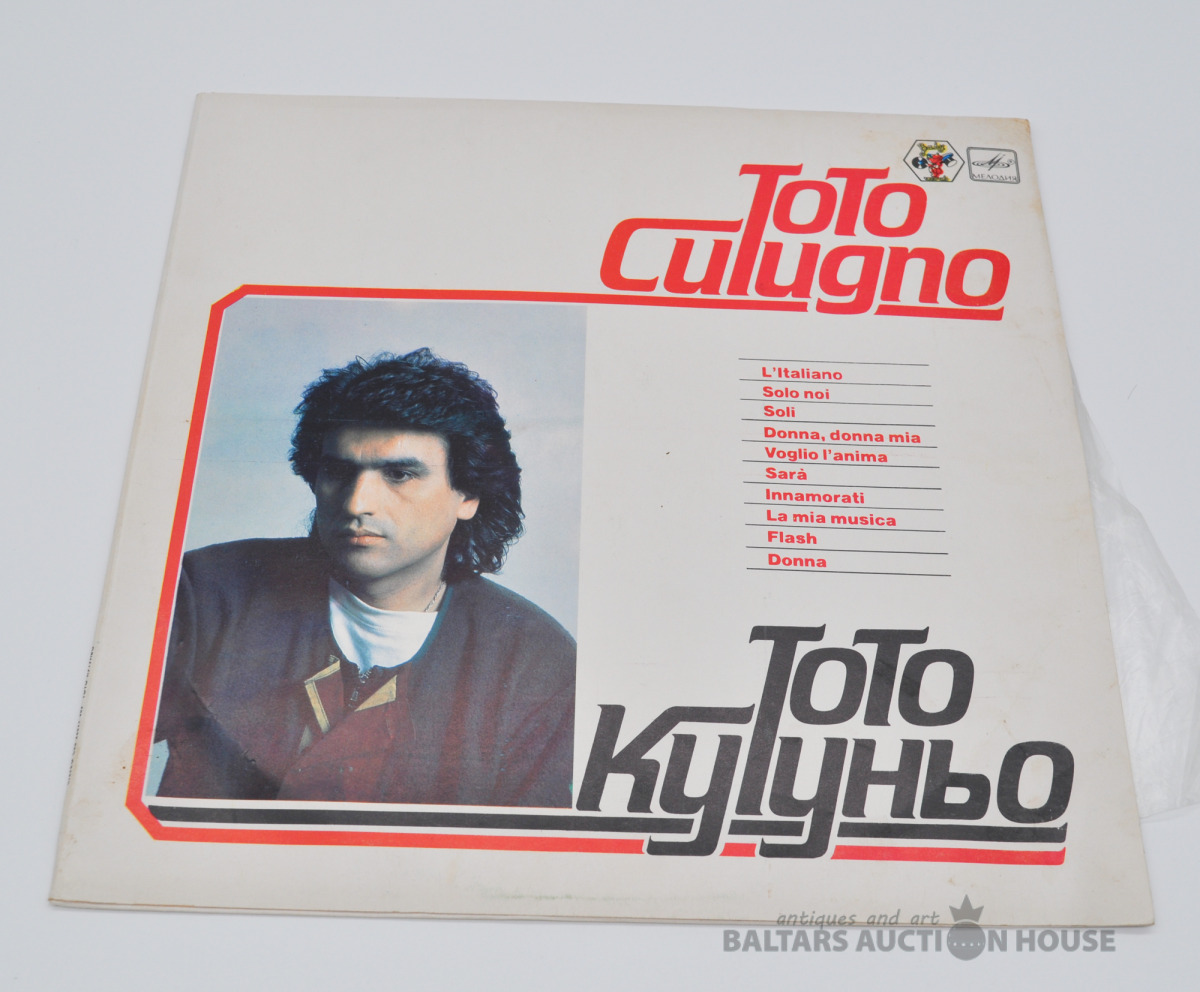 МЕЛОДИЯ
Toto
Cutugno
L'Italiano
Solo noi
Soli
Donna, donna mia
Voglio l'anima
Sarà
Innamorati
La mia musica
Flash
Donna
Тото
Кутуньо
antiques and art
BALTARS AUCTION HOUSE